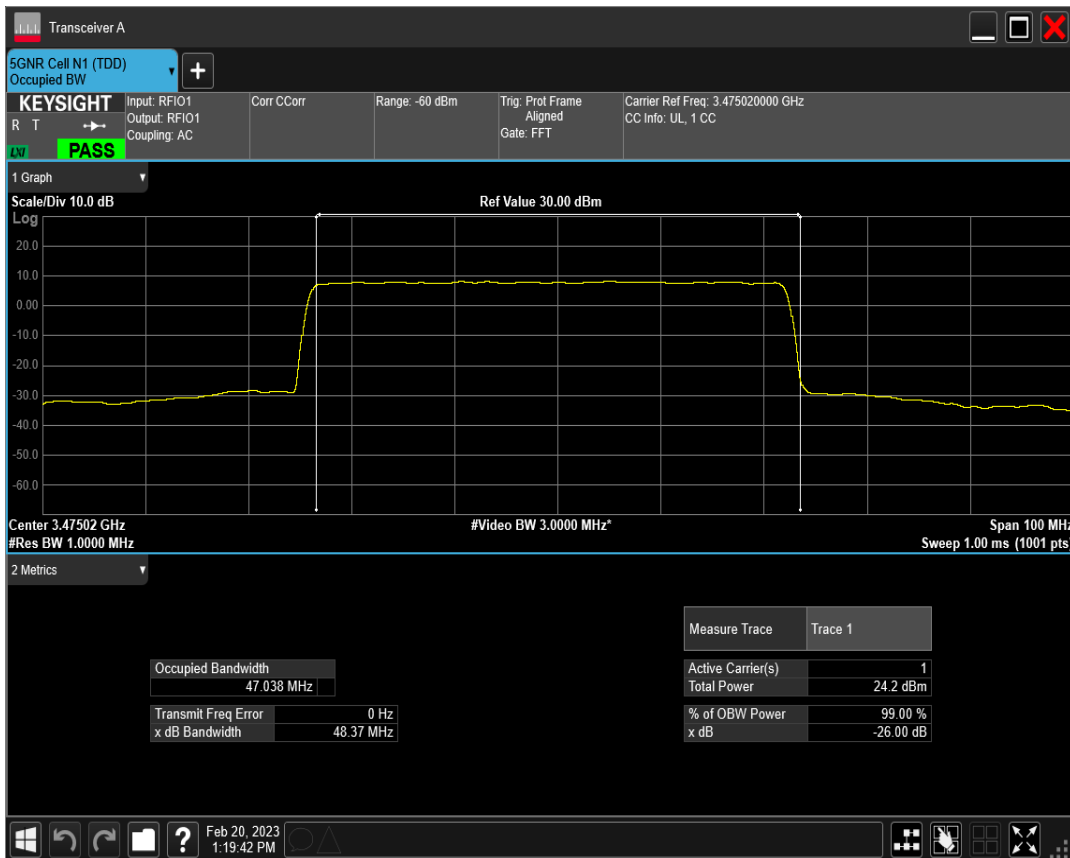 Transceiver A
5GNR Cell N1 (TDD)
Occupied BW
+
KEYSIGHT
R T
LXI
PASS
Input: RFIO1
Output: RFIO1
Coupling: AC
Corr CCorr
Range: -60 dBm
Trig: Prot Frame
Aligned
Gate: FFT
Carrier Ref Freq: 3.475020000 GHz
CC Info: UL, 1 CC
1 Graph
Scale/Div 10.0 dB
Ref Value 30.00 dBm
Log
20.0
10.0
0.00
-10.0
-20.0
-30.0
-40.0
-50.0
-60.0
Center 3.47502 GHz
#Video BW 3.0000 MHz*
Span 100 MHz
#Res BW 1.0000 MHz
Sweep 1.00 ms (1001 pts)
2 Metrics
Measure Trace Trace 1
Occupied Bandwidth
47.038 MHz
Active Carrier(s) 1
Total Power 24.2 dBm
Transmit Freq Error 0 Hz
x dB Bandwidth 48.37 MHz
% of OBW Power 99.00 %
x dB -26.00 dB
?
Feb 20, 2023
1:19:42 PM